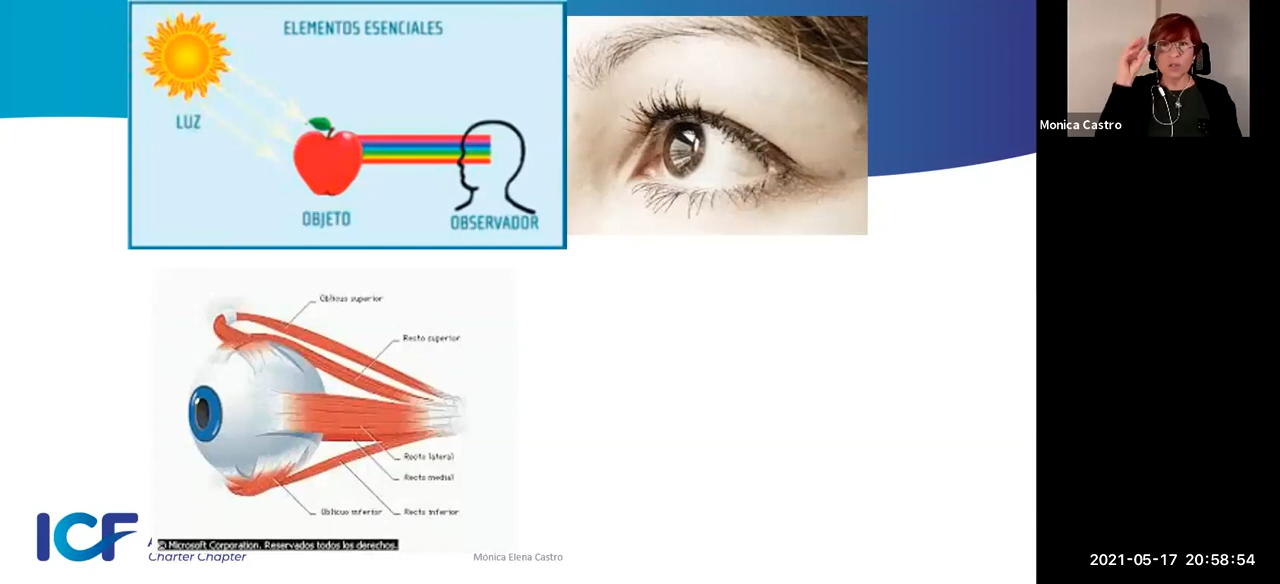 ELEMENTOS ESENCIALES
LUZ
OBJETO
OBSERVADOR
Monica Castro
Oblicuo superior
Recto superior
Recto lateral
Recto medial
Oblicuo inferior
Recto inferior
© Microsoft Corporation. Reservados todos los derechos.
ICF
Charter Chapter
Mónica Elena Castro
2021-05-17 20:58:54